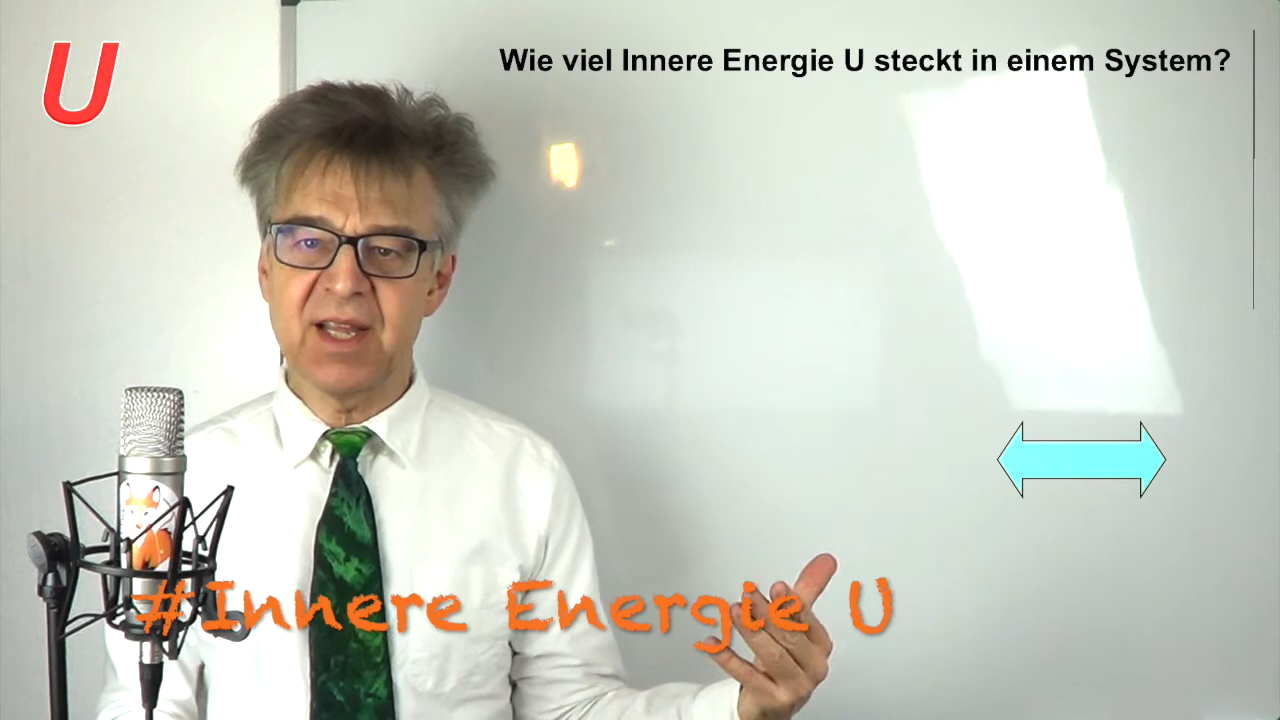 U
Wie viel Innere Energie U steckt in einem System?
#Innere Energie U